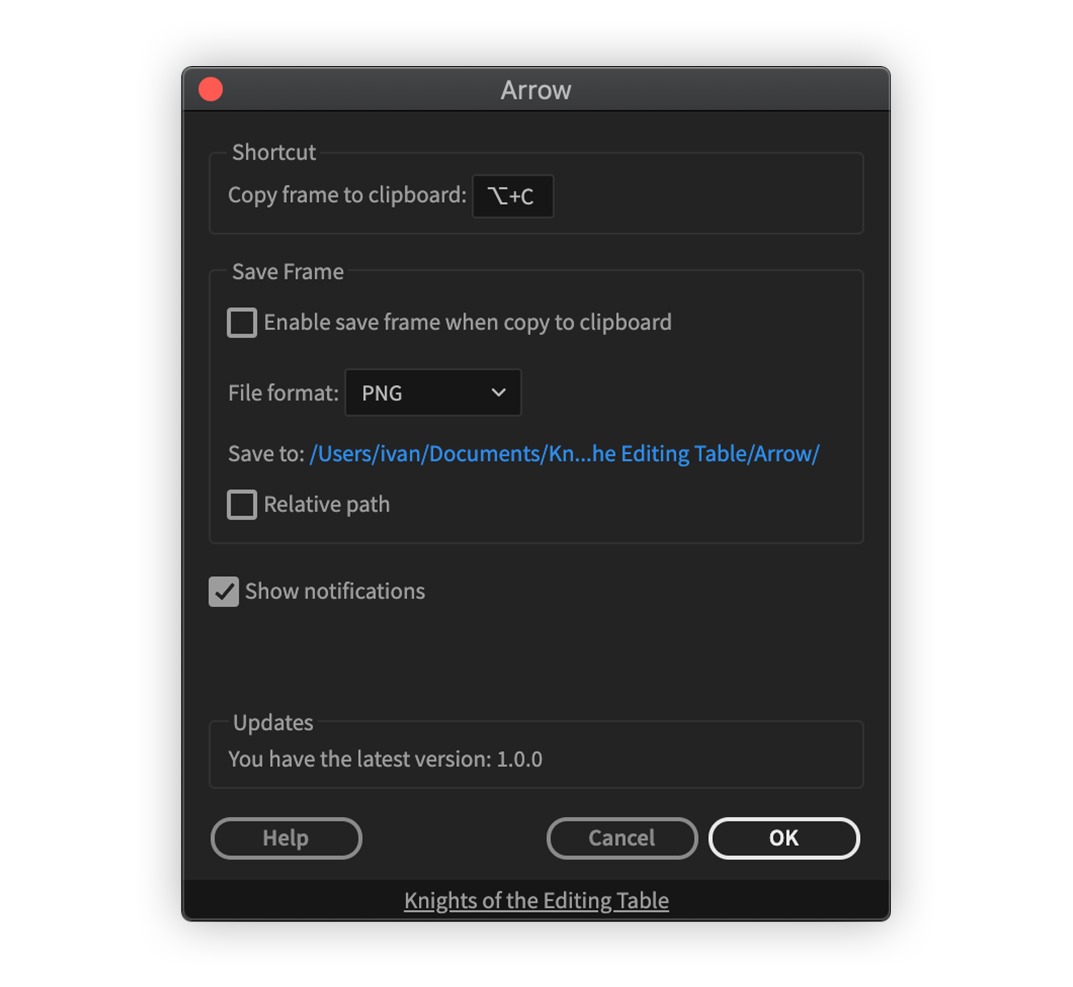 Arrow
Shortcut
Copy frame to clipboard: ⌥+C
Save Frame
Enable save frame when copy to clipboard
File format: PNG
Save to: /Users/ivan/Documents/Kn...he Editing Table/Arrow/
Relative path
Show notifications
Updates
You have the latest version: 1.0.0
Help Cancel OK
Knights of the Editing Table